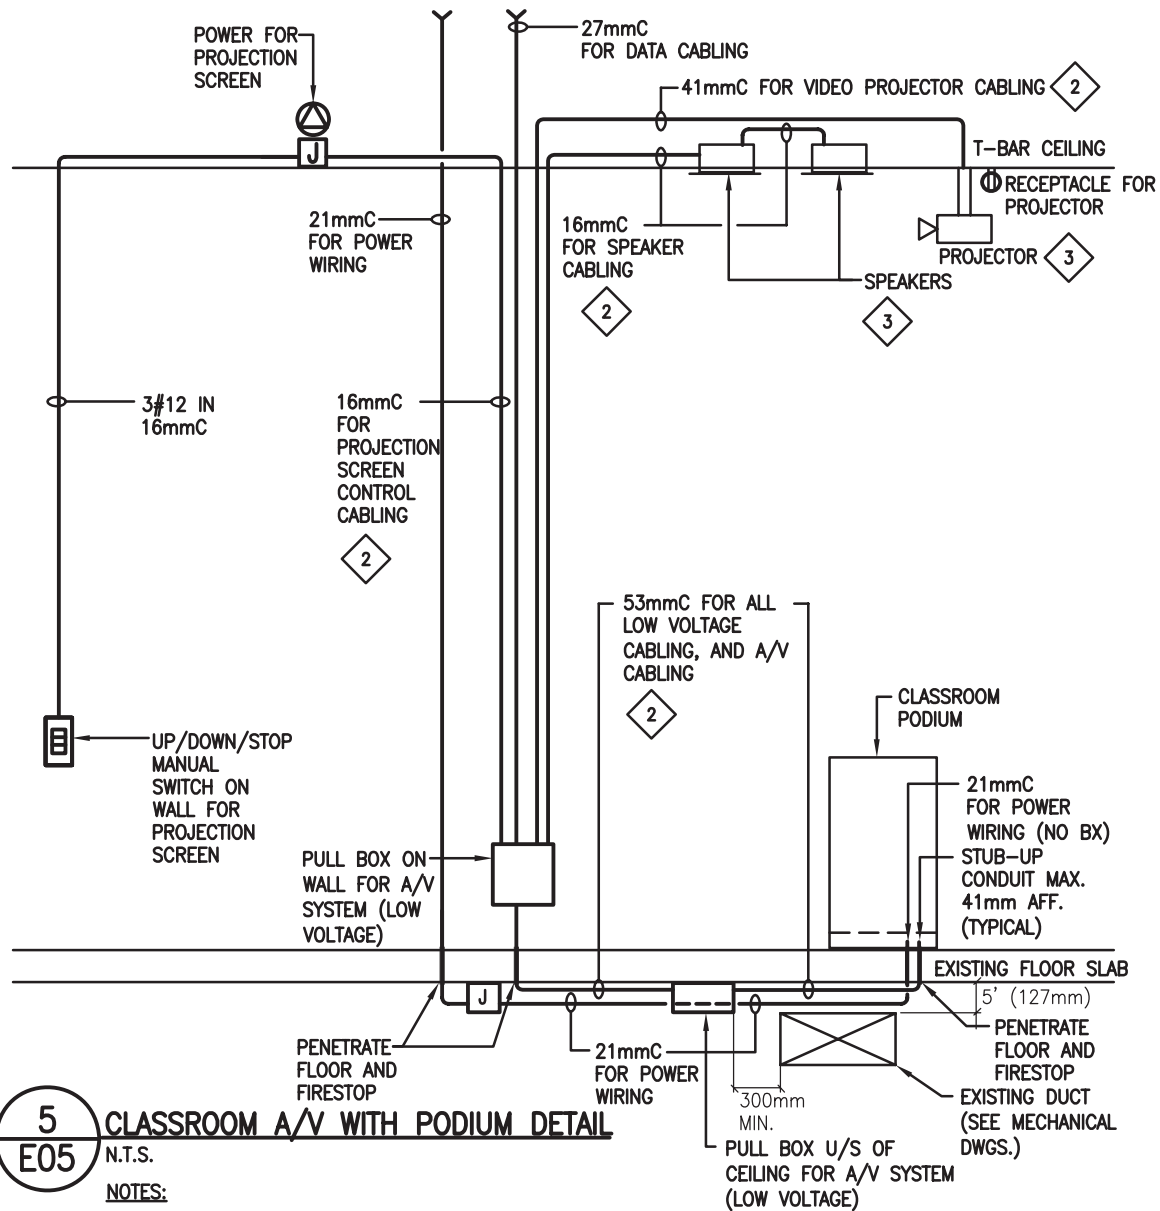 POWER FOR
PROJECTION
SCREEN
27mmC
FOR DATA CABLING
41mmC FOR VIDEO PROJECTOR CABLING
2
J
T-BAR CEILING
RECEPTACLE FOR
PROJECTOR
21mmC
FOR POWER
WIRING
16mmC
FOR SPEAKER
CABLING
2
PROJECTOR
3
SPEAKERS
3
3#12 IN
16mmC
16mmC
FOR
PROJECTION
SCREEN
CONTROL
CABLING
2
53mmC FOR ALL
LOW VOLTAGE
CABLING, AND A/V
CABLING
2
CLASSROOM
PODIUM
UP/DOWN/STOP
MANUAL
SWITCH ON
WALL FOR
PROJECTION
SCREEN
21mmC
FOR POWER
WIRING (NO BX)
STUB-UP
CONDUIT MAX.
41mm AFF.
(TYPICAL)
PULL BOX ON
WALL FOR A/V
SYSTEM (LOW
VOLTAGE)
EXISTING FLOOR SLAB
J
5' (127mm)
PENETRATE
FLOOR AND
FIRESTOP
PENETRATE
FLOOR AND
FIRESTOP
21mmC
FOR POWER
WIRING
300mm
MIN.
EXISTING DUCT
(SEE MECHANICAL
DWGS.)
PULL BOX U/S OF
CEILING FOR A/V SYSTEM
(LOW VOLTAGE)
5
E05
CLASSROOM A/V WITH PODIUM DETAIL
N.T.S.
NOTES: